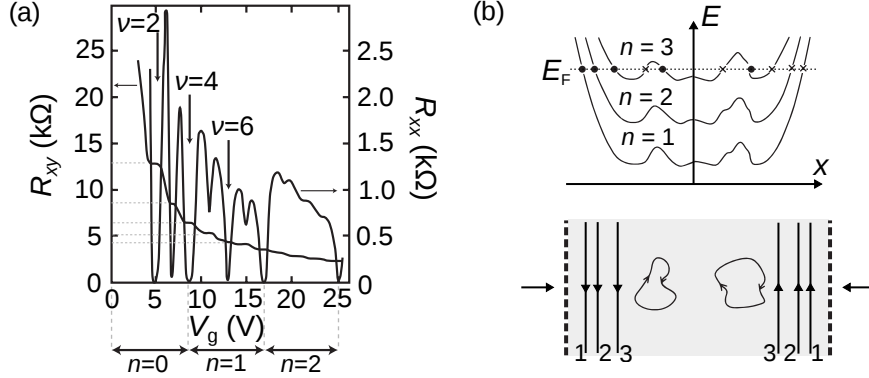 (a)
ν=2
ν=4
ν=6
25
20
15
10
5
0
R_xy (kΩ)
2.5
2.0
1.5
1.0
0.5
0
R_xx (kΩ)
0 5 10 15 20 25
V_g (V)
n=0 n=1 n=2
(b)
E
n = 3
E_F
n = 2
n = 1
x
1 2 3 3 2 1